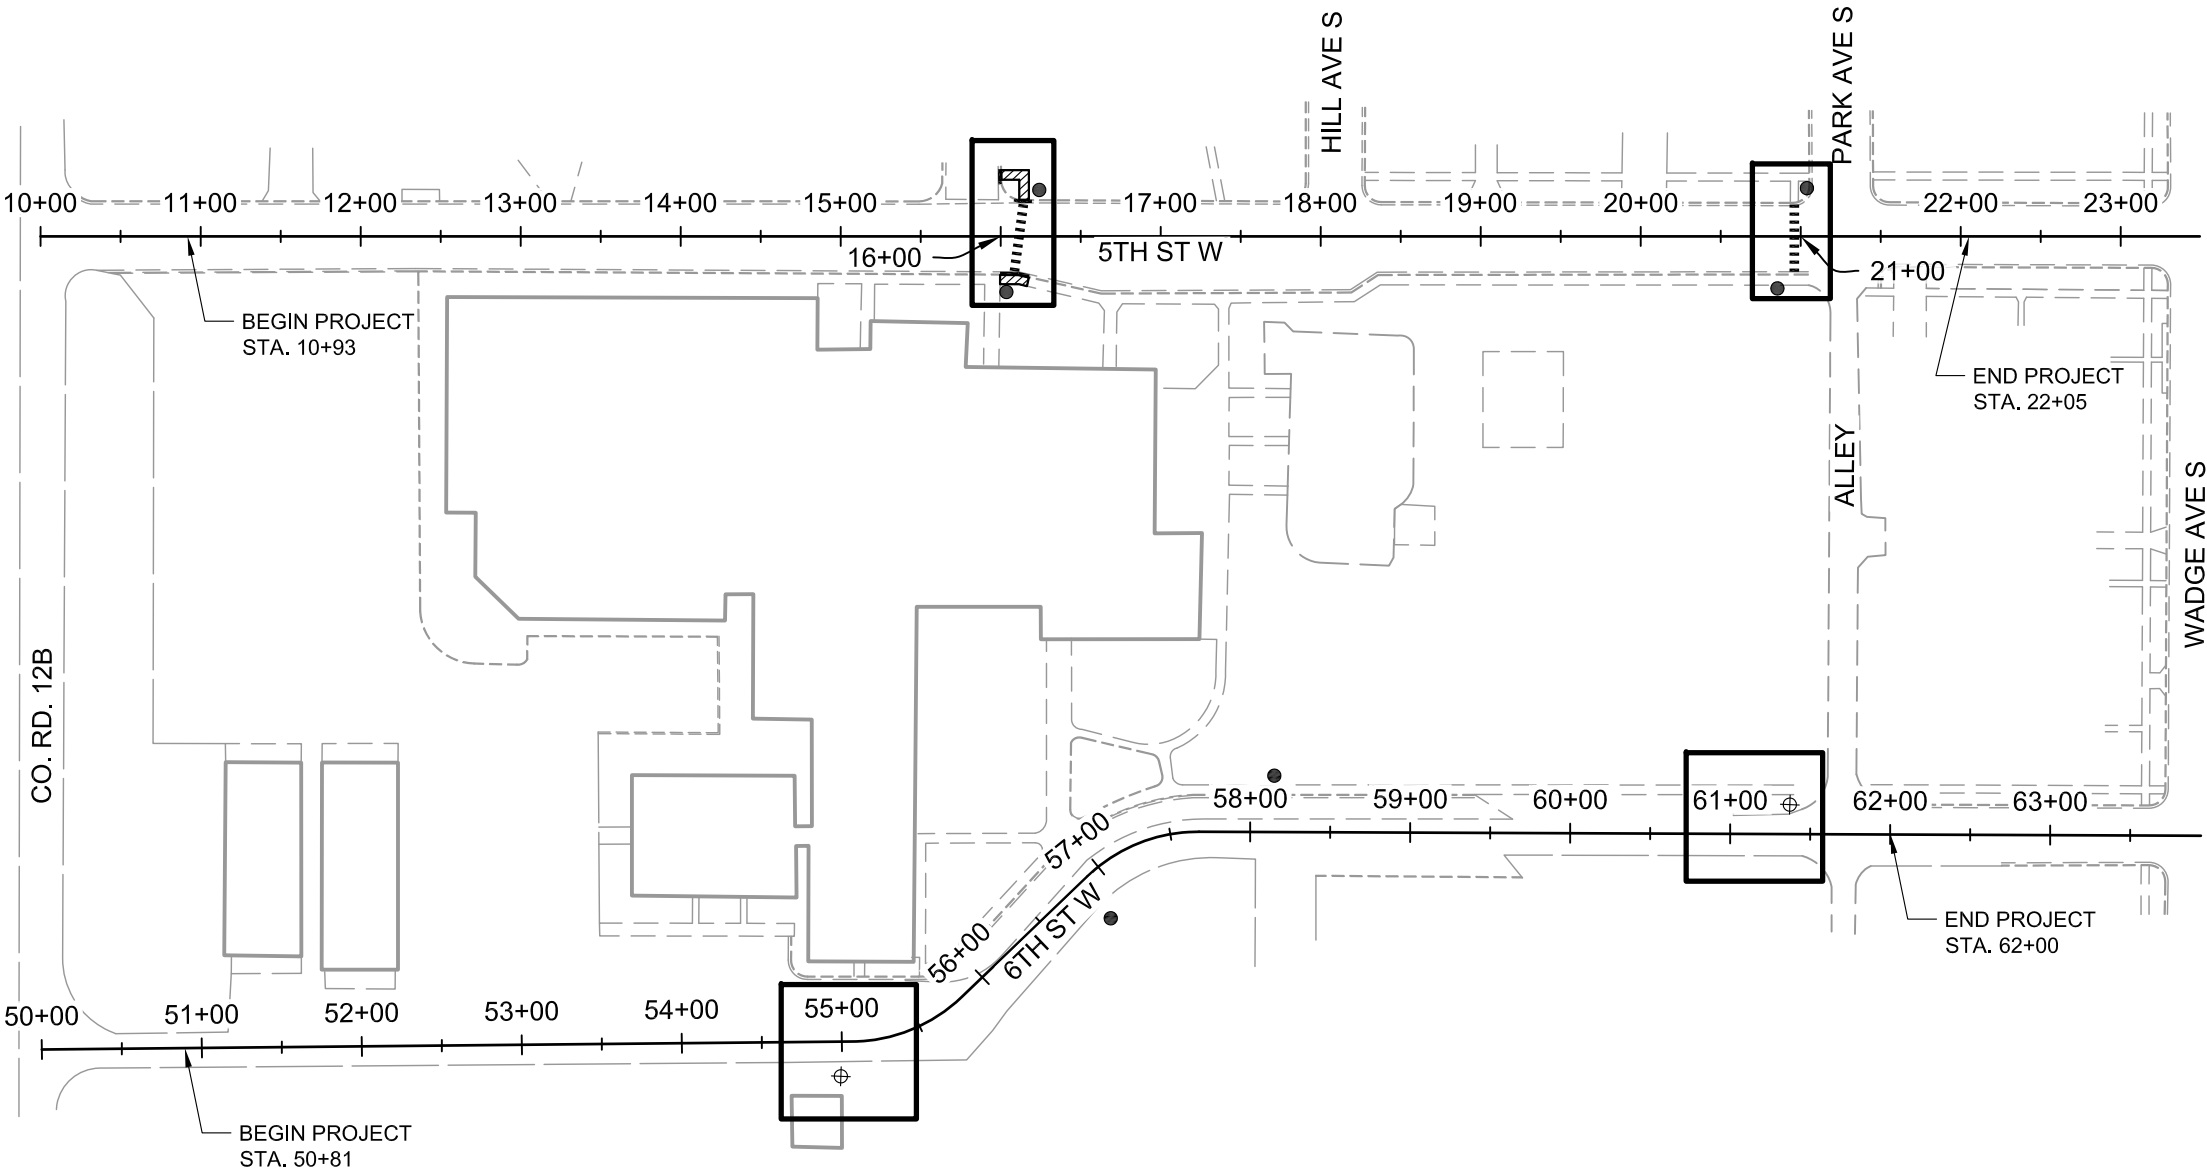 HILL AVE S
PARK AVE S
10+00
11+00
12+00
13+00
14+00
15+00
17+00
18+00
19+00
20+00
22+00
23+00
16+00
5TH ST W
21+00
BEGIN PROJECT
STA. 10+93
END PROJECT
STA. 22+05
ALLEY
WADGE AVE S
CO. RD. 12B
58+00
59+00
60+00
61+00
62+00
63+00
57+00
56+00
6TH ST W
END PROJECT
STA. 62+00
50+00
51+00
52+00
53+00
54+00
55+00
BEGIN PROJECT
STA. 50+81